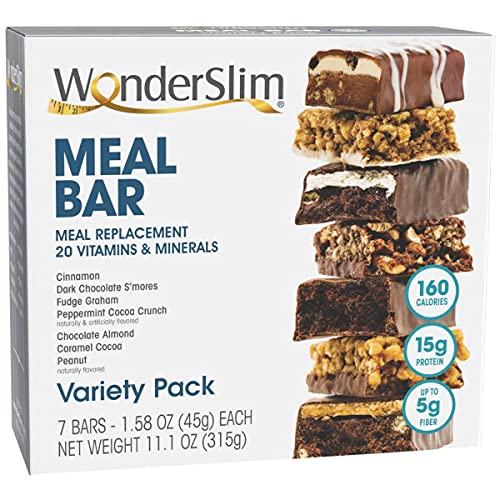 WonderSlim®
MEAL
BAR
MEAL REPLACEMENT
20 VITAMINS & MINERALS
Cinnamon
Dark Chocolate S'mores
Fudge Graham
Peppermint Cocoa Crunch
naturally & artificially flavored
Chocolate Almond
Caramel Cocoa
Peanut
naturally flavored
Variety Pack
7 BARS - 1.58 OZ (45g) EACH
NET WEIGHT 11.1 OZ (315g)
160
CALORIES
15g
PROTEIN
UP TO
5g
FIBER